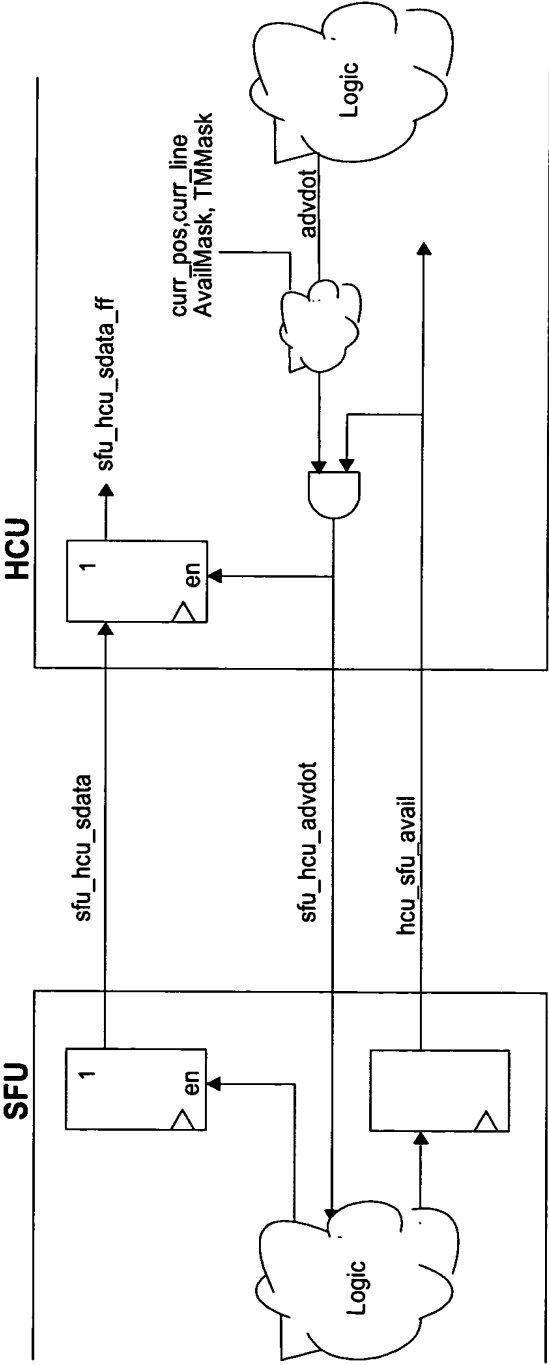 SFU
HCU
1
en
sfu_hcu_sdata
1
en
sfu_hcu_sdata_ff
curr_pos,curr_line
AvailMask, TMMask
sfu_hcu_advdot
advdot
Logic
Logic
hcu_sfu_avail